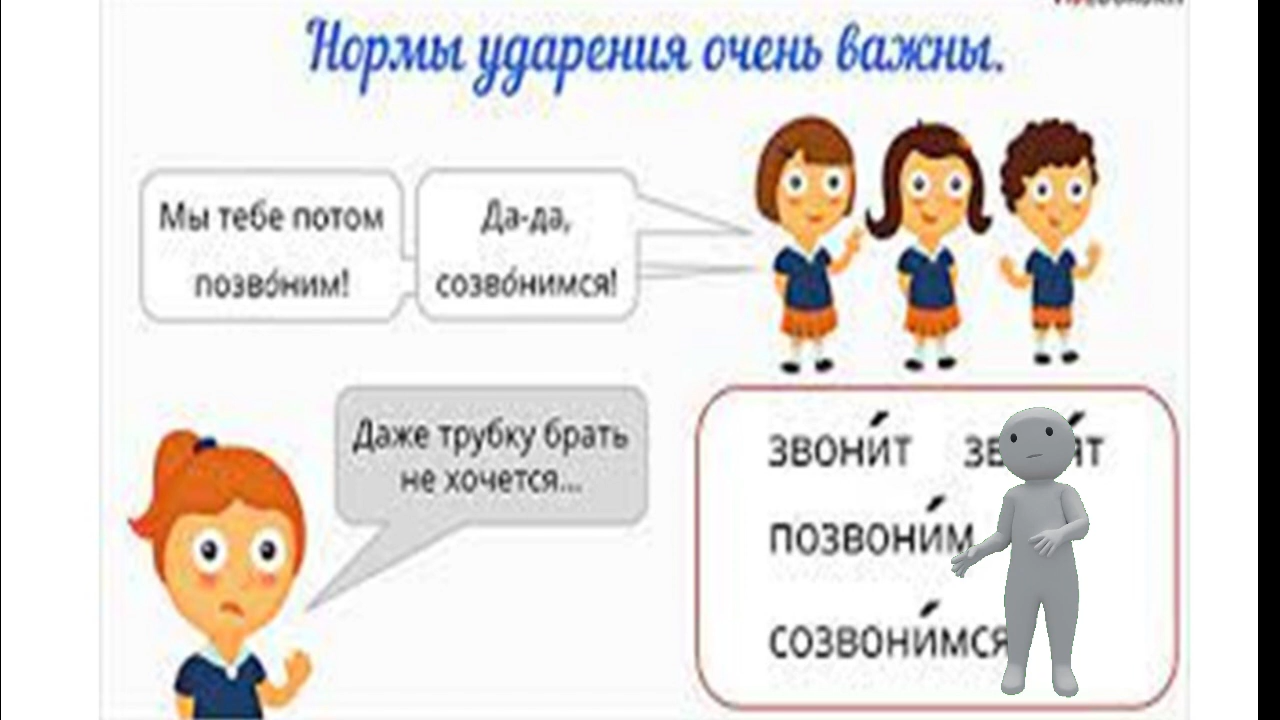 Нормы ударения очень важны.
Мы тебе потом
позво́ним!
Да-да,
созво́нимся!
Даже трубку брать
не хочется...
звони́т
позвони́м
созвони́мся